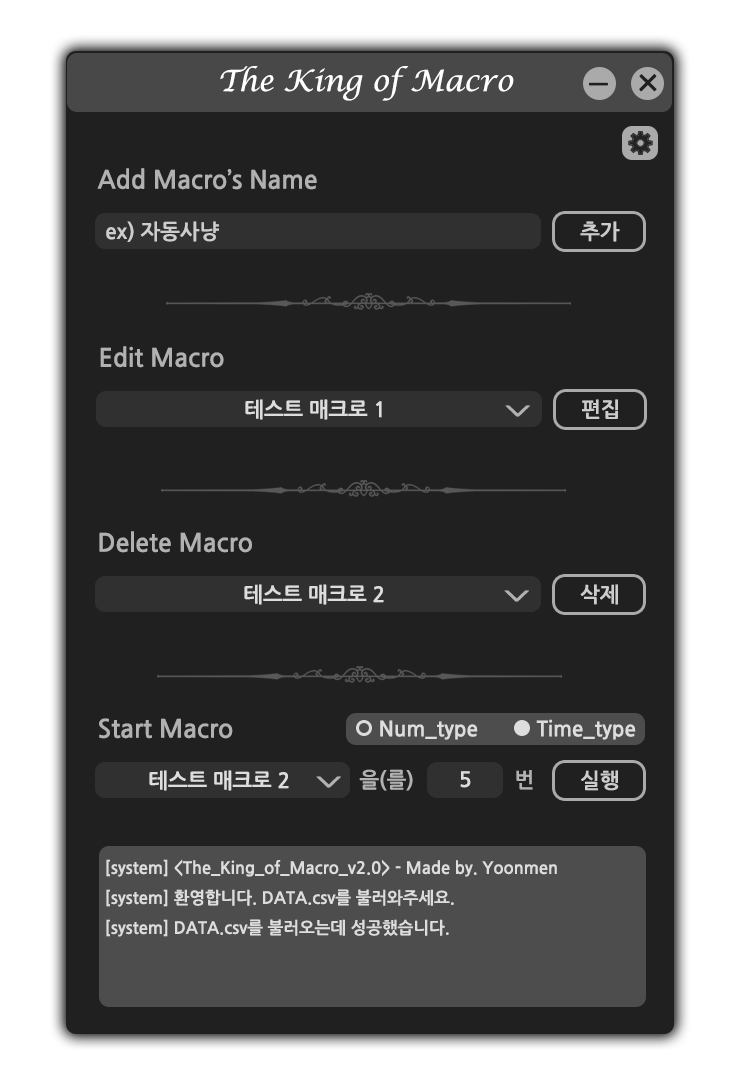 The King of Macro
Add Macro’s Name
ex) 자동사냥
추가
Edit Macro
테스트 매크로 1
편집
Delete Macro
테스트 매크로 2
삭제
Start Macro
Num_type Time_type
테스트 매크로 2 을(를) 5 번 실행
[system] <The_King_of_Macro_v2.0> - Made by. Yoonmen
[system] 환영합니다. DATA.csv를 불러와주세요.
[system] DATA.csv를 불러오는데 성공했습니다.